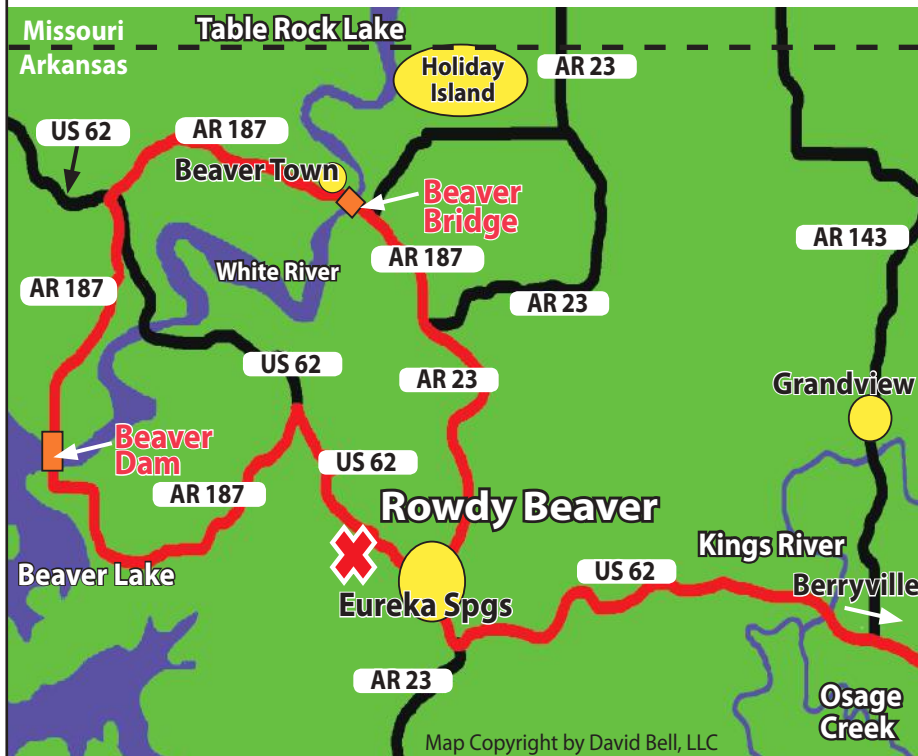 Missouri
Table Rock Lake
Arkansas
Holiday
Island
AR 23
US 62
AR 187
Beaver Town
Beaver
Bridge
AR 143
White River
AR 187
AR 187
AR 23
US 62
AR 23
Grandview
Beaver
Dam
US 62
AR 187
Rowdy Beaver
Kings River
Beaver Lake
US 62
Berryville
Eureka Spgs
AR 23
Osage
Creek
Map Copyright by David Bell, LLC